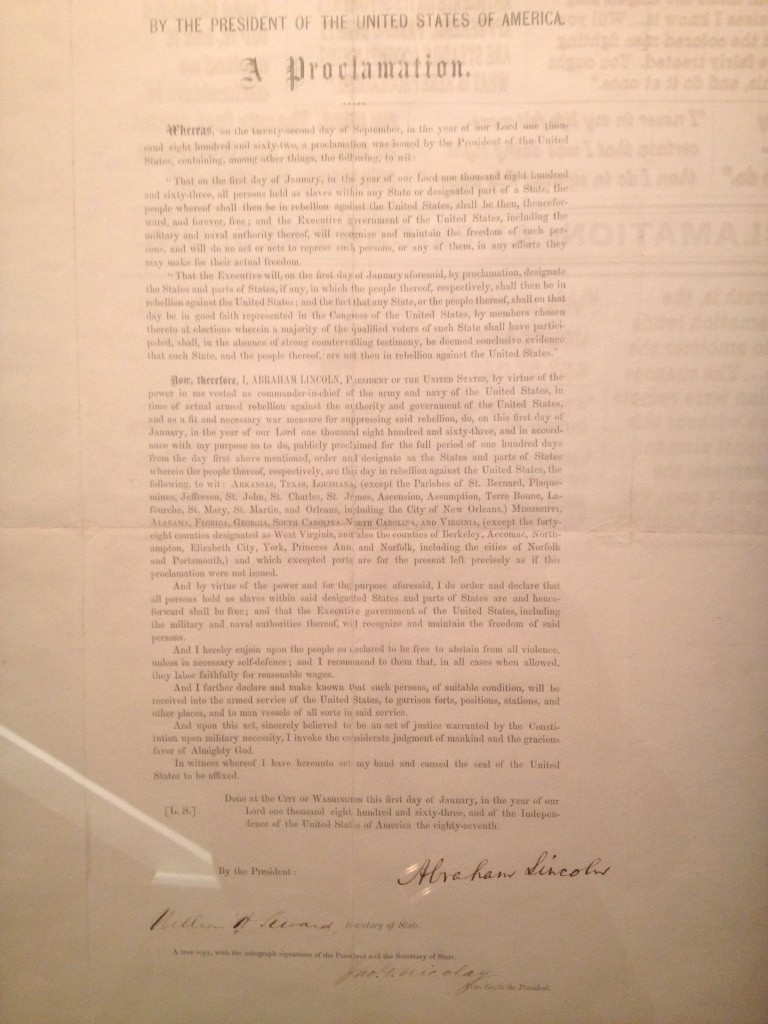 BY THE PRESIDENT OF THE UNITED STATES OF AMERICA.
A Proclamation.
Whereas, on the twenty-second day of September, in the year of our Lord one thou-
sand eight hundred and sixty-two, a proclamation was issued by the President of the United
States, containing, among other things, the following, to wit:
"That on the first day of January, in the year of our Lord one thousand eight hundred
and sixty-three, all persons held as slaves within any State or designated part of a State, the
people whereof shall then be in rebellion against the United States, shall be then, thencefor-
ward, and forever, free; and the Executive government of the United States, including the
military and naval authority thereof, will recognize and maintain the freedom of such per-
sons, and will do no act or acts to repress such persons, or any of them, in any efforts they
may make for their actual freedom.
"That the Executive will, on the first day of January aforesaid, by proclamation, designate
the States and parts of States, if any, in which the people thereof, respectively, shall then be in
rebellion against the United States; and the fact that any State, or the people thereof, shall on that
day be in good faith represented in the Congress of the United States, by members chosen
thereto at elections wherein a majority of the qualified voters of such State shall have partici-
pated, shall, in the absence of strong countervailing testimony, be deemed conclusive evidence
that such State, and the people thereof, are not then in rebellion against the United States."
Now, therefore, I, ABRAHAM LINCOLN, PRESIDENT OF THE UNITED STATES, by virtue of the
power in me vested as commander-in-chief of the army and navy of the United States, in
time of actual armed rebellion against the authority and government of the United States,
and as a fit and necessary war measure for suppressing said rebellion, do, on this first day of
January, in the year of our Lord one thousand eight hundred and sixty-three, and in accord-
ance with my purpose so to do, publicly proclaimed for the full period of one hundred days
from the day first above mentioned, order and designate as the States and parts of States
wherein the people thereof, respectively, are this day in rebellion against the United States, the
following, to wit: ARKANSAS, TEXAS, LOUISIANA, (except the Parishes of St. Bernard, Plaque-
mines, Jefferson, St. John, St. Charles, St. James, Ascension, Assumption, Terre Bonne, La-
fourche, St. Mary, St. Martin, and Orleans, including the City of New Orleans,) MISSISSIPPI,
ALABAMA, FLORIDA, GEORGIA, SOUTH CAROLINA, NORTH CAROLINA, AND VIRGINIA, (except the forty-
eight counties designated as West Virginia, and also the counties of Berkeley, Accomac, North-
ampton, Elizabeth City, York, Princess Ann, and Norfolk, including the cities of Norfolk
and Portsmouth,) and which excepted parts are for the present left precisely as if this
proclamation were not issued.
And by virtue of the power and for the purpose aforesaid, I do order and declare that
all persons held as slaves within said designated States and parts of States are and hence-
forward shall be free; and that the Executive government of the United States, including
the military and naval authorities thereof, will recognize and maintain the freedom of said
persons.
And I hereby enjoin upon the people so declared to be free to abstain from all violence,
unless in necessary self-defence; and I recommend to them that, in all cases when allowed,
they labor faithfully for reasonable wages.
And I further declare and make known that such persons, of suitable condition, will be
received into the armed service of the United States, to garrison forts, positions, stations, and
other places, and to man vessels of all sorts in said service.
And upon this act, sincerely believed to be an act of justice warranted by the Consti-
tution upon military necessity, I invoke the considerate judgment of mankind and the gracious
favor of Almighty God.
In witness whereof I have hereunto set my hand and caused the seal of the United
States to be affixed.
Done at the CITY OF WASHINGTON this first day of January, in the year of our
[L. S.] Lord one thousand eight hundred and sixty-three, and of the Indepen-
dence of the United States of America the eighty-seventh.
By the President: Abraham Lincoln
William H Seward Secretary of State.
A true copy, with the autograph signatures of the President and the Secretary of State.
Jno. G. Nicolay
Priv. Sec. to the President.